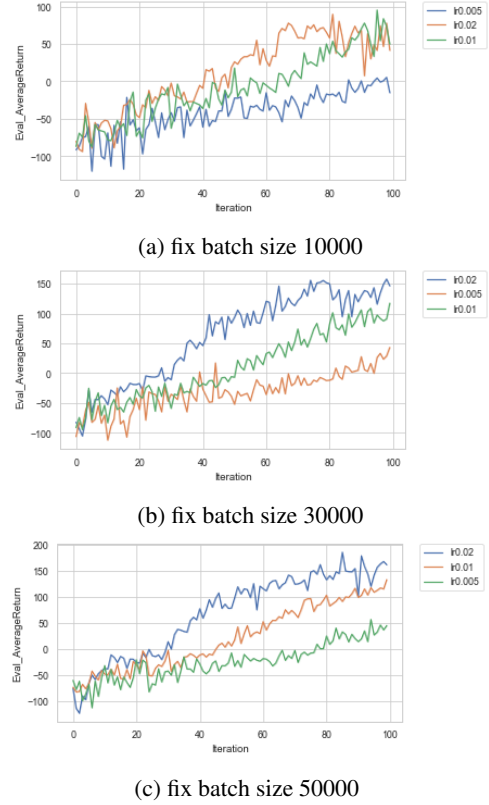 100
50
0
−50
−100
0
20
40
60
80
100
Eval_AverageReturn
Iteration
lr0.005
lr0.02
lr0.01
(a) fix batch size 10000
150
100
50
0
−50
−100
0
20
40
60
80
100
Eval_AverageReturn
Iteration
lr0.02
lr0.005
lr0.01
(b) fix batch size 30000
200
150
100
50
0
−50
−100
0
20
40
60
80
100
Eval_AverageReturn
Iteration
lr0.02
lr0.01
lr0.005
(c) fix batch size 50000